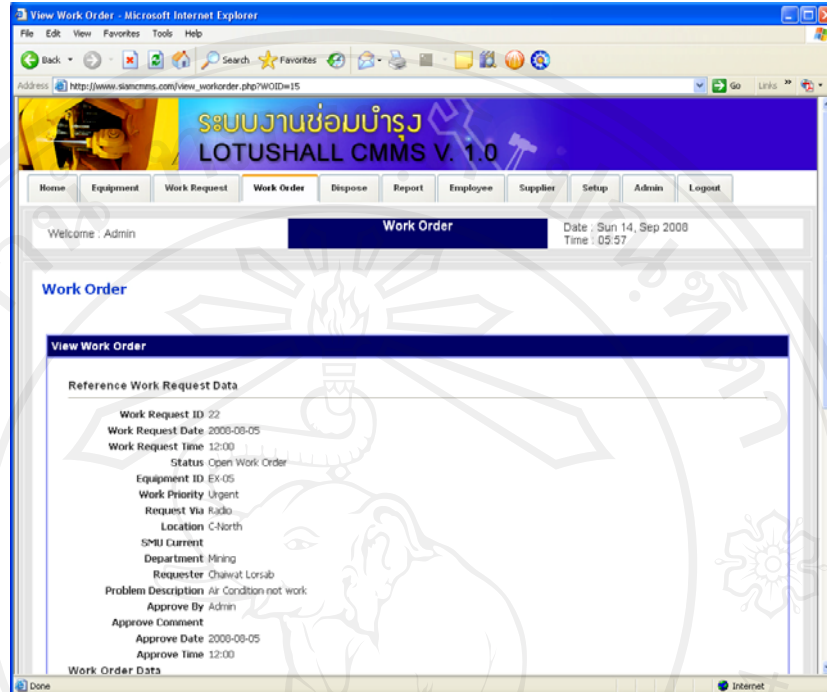 View Work Order - Microsoft Internet Explorer
File Edit View Favorites Tools Help
Back Search Favorites
Address http://www.siamcmms.com/view_workorder.php?WOID=15 Go Links
ระบบงานซ่อมบำรุง
LOTUSHALL CMMS V. 1.0
Home Equipment Work Request Work Order Dispose Report Employee Supplier Setup Admin Logout
Welcome : Admin Work Order Date : Sun 14, Sep 2008
Time : 05:57
Work Order
View Work Order
Reference Work Request Data
Work Request ID 22
Work Request Date 2008-08-05
Work Request Time 12:00
Status Open Work Order
Equipment ID EX-05
Work Priority Urgent
Request Via Radio
Location C-North
SMU Current
Department Mining
Requester Chaiwat Lorsab
Problem Description Air Condition not work
Approve By Admin
Approve Comment
Approve Date 2008-08-05
Approve Time 12:00
Work Order Data
Done Internet